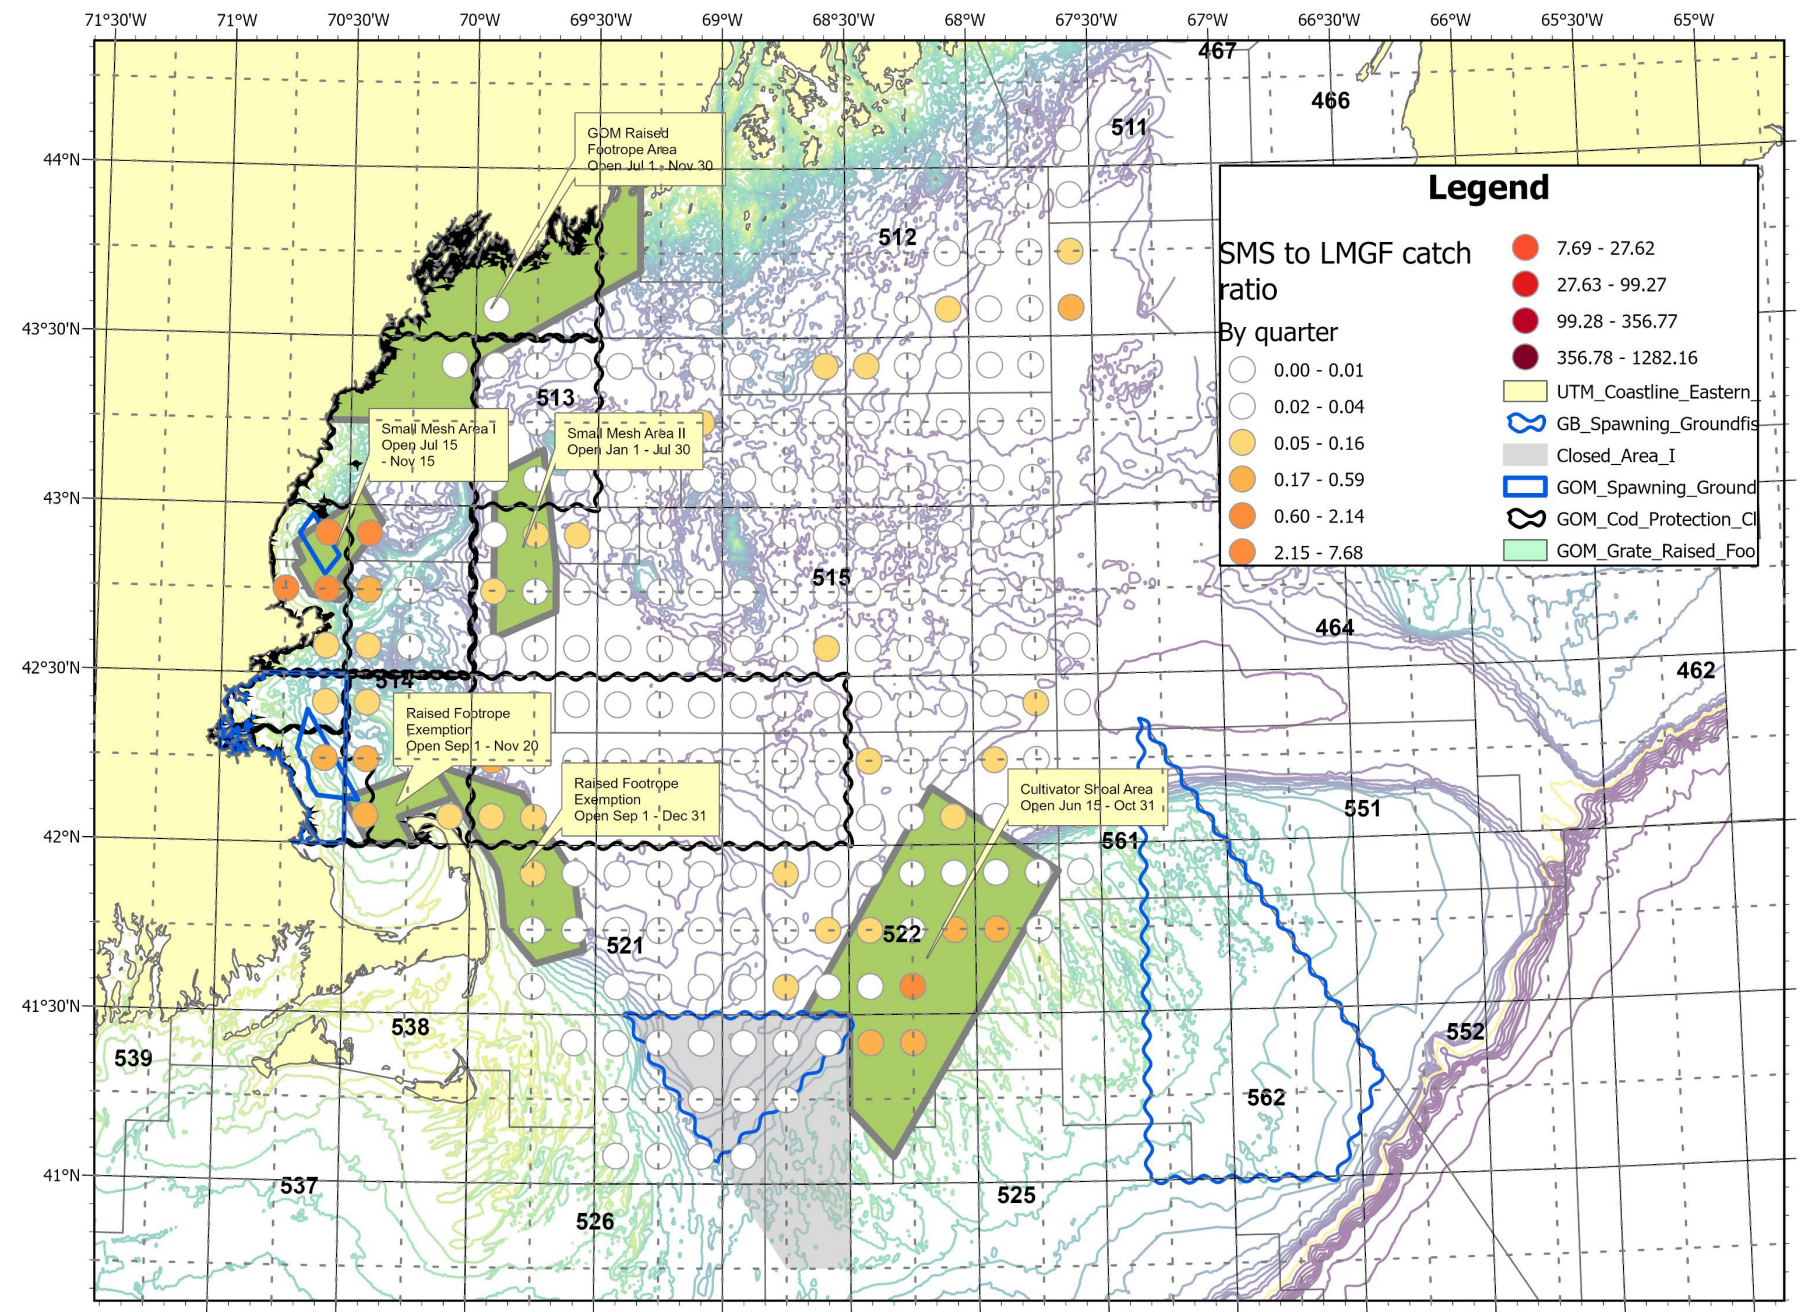 71°30'W 71°W 70°30'W 70°W 69°30'W 69°W 68°30'W 68°W 67°30'W 67°W 66°30'W 66°W 65°30'W 65°W
467
466
511
GOM Raised
Footrope Area
Open Jul 1 - Nov 30
44°N
Legend
512
SMS to LMGF catch
ratio
By quarter
0.00 - 0.01
0.02 - 0.04
0.05 - 0.16
0.17 - 0.59
0.60 - 2.14
2.15 - 7.68
7.69 - 27.62
27.63 - 99.27
99.28 - 356.77
356.78 - 1282.16
UTM_Coastline_Eastern_
GB_Spawning_Groundfis
Closed_Area_I
GOM_Spawning_Ground
GOM_Cod_Protection_Cl
GOM_Grate_Raised_Foo
43°30'N
513
Small Mesh Area I
Open Jul 15
- Nov 15
Small Mesh Area II
Open Jan 1 - Jul 30
43°N
515
464
42°30'N
462
514
Raised Footrope
Exemption
Open Sep 1 - Nov 20
Raised Footrope
Exemption
Open Sep 1 - Dec 31
Cultivator Shoal Area
Open Jun 15 - Oct 31
551
42°N
561
522
521
41°30'N
538
539
552
562
41°N
537
525
526